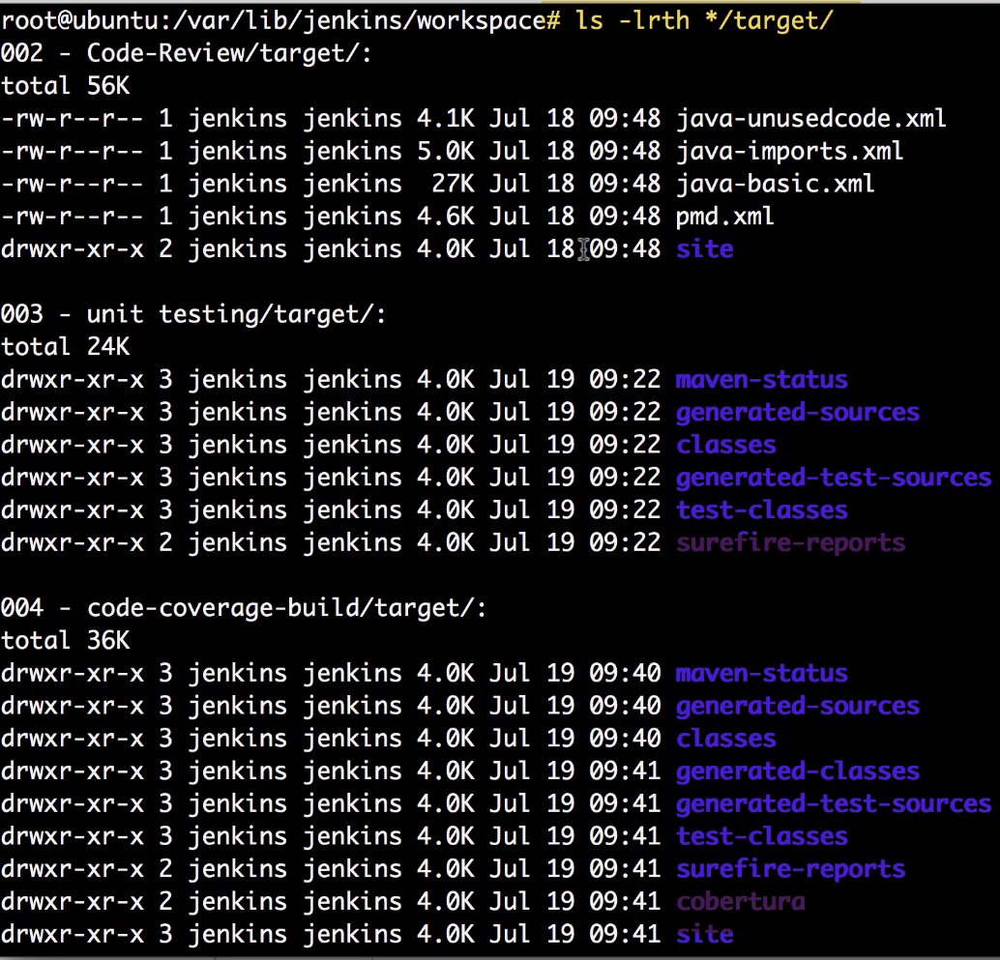 root@ubuntu:/var/lib/jenkins/workspace# ls -lrth */target/
002 - Code-Review/target/:
total 56K
-rw-r--r-- 1 jenkins jenkins 4.1K Jul 18 09:48 java-unusedcode.xml
-rw-r--r-- 1 jenkins jenkins 5.0K Jul 18 09:48 java-imports.xml
-rw-r--r-- 1 jenkins jenkins  27K Jul 18 09:48 java-basic.xml
-rw-r--r-- 1 jenkins jenkins 4.6K Jul 18 09:48 pmd.xml
drwxr-xr-x 2 jenkins jenkins 4.0K Jul 18 09:48 site

003 - unit testing/target/:
total 24K
drwxr-xr-x 3 jenkins jenkins 4.0K Jul 19 09:22 maven-status
drwxr-xr-x 3 jenkins jenkins 4.0K Jul 19 09:22 generated-sources
drwxr-xr-x 3 jenkins jenkins 4.0K Jul 19 09:22 classes
drwxr-xr-x 3 jenkins jenkins 4.0K Jul 19 09:22 generated-test-sources
drwxr-xr-x 3 jenkins jenkins 4.0K Jul 19 09:22 test-classes
drwxr-xr-x 2 jenkins jenkins 4.0K Jul 19 09:22 surefire-reports

004 - code-coverage-build/target/:
total 36K
drwxr-xr-x 3 jenkins jenkins 4.0K Jul 19 09:40 maven-status
drwxr-xr-x 3 jenkins jenkins 4.0K Jul 19 09:40 generated-sources
drwxr-xr-x 3 jenkins jenkins 4.0K Jul 19 09:40 classes
drwxr-xr-x 3 jenkins jenkins 4.0K Jul 19 09:41 generated-classes
drwxr-xr-x 3 jenkins jenkins 4.0K Jul 19 09:41 generated-test-sources
drwxr-xr-x 3 jenkins jenkins 4.0K Jul 19 09:41 test-classes
drwxr-xr-x 2 jenkins jenkins 4.0K Jul 19 09:41 surefire-reports
drwxr-xr-x 2 jenkins jenkins 4.0K Jul 19 09:41 cobertura
drwxr-xr-x 3 jenkins jenkins 4.0K Jul 19 09:41 site